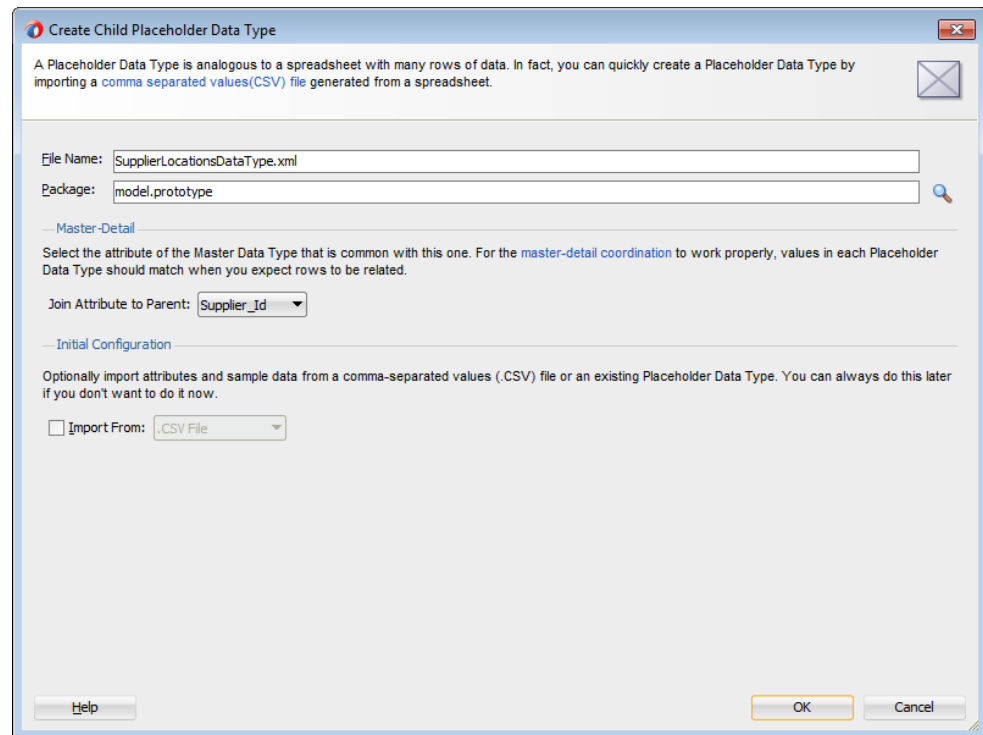 Create Child Placeholder Data Type
A Placeholder Data Type is analogous to a spreadsheet with many rows of data. In fact, you can quickly create a Placeholder Data Type by
importing a comma separated values(CSV) file generated from a spreadsheet.
File Name: SupplierLocationsDataType.xml
Package: model.prototype
Master-Detail
Select the attribute of the Master Data Type that is common with this one. For the master-detail coordination to work properly, values in each Placeholder
Data Type should match when you expect rows to be related.
Join Attribute to Parent: Supplier_Id
Initial Configuration
Optionally import attributes and sample data from a comma-separated values (.CSV) file or an existing Placeholder Data Type. You can always do this later
if you don't want to do it now.
Import From: .CSV File
Help OK Cancel